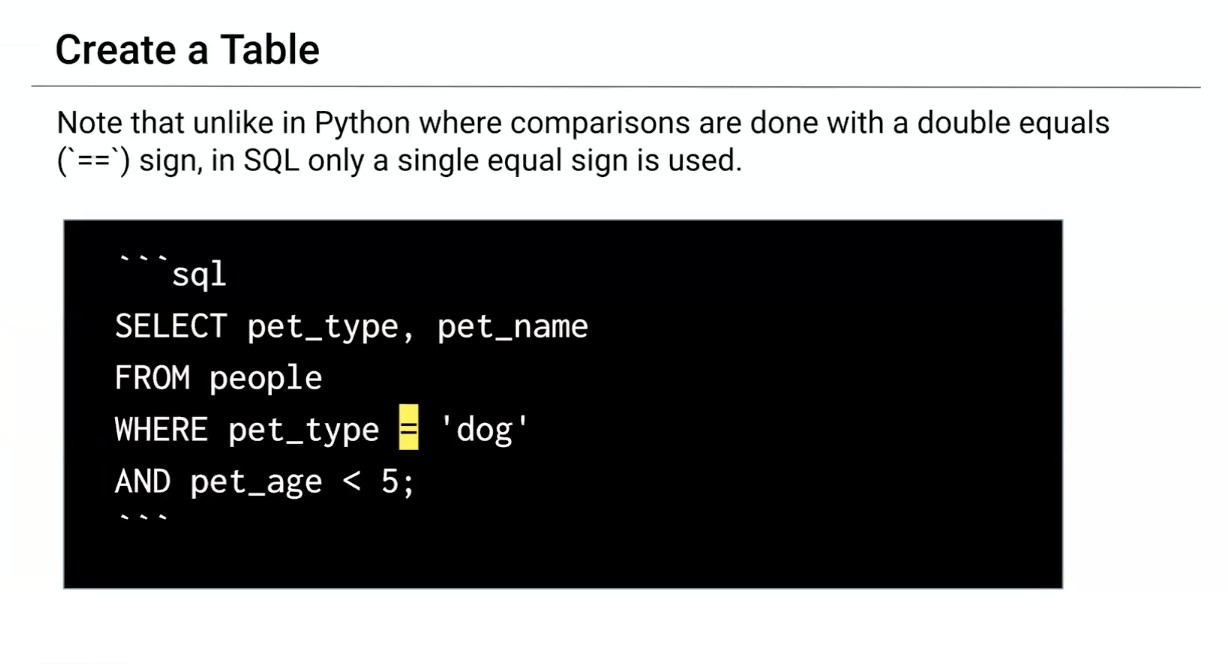 Create a Table
Note that unlike in Python where comparisons are done with a double equals
(`==`) sign, in SQL only a single equal sign is used.
```sql
SELECT pet_type, pet_name
FROM people
WHERE pet_type = 'dog'
AND pet_age < 5;
```